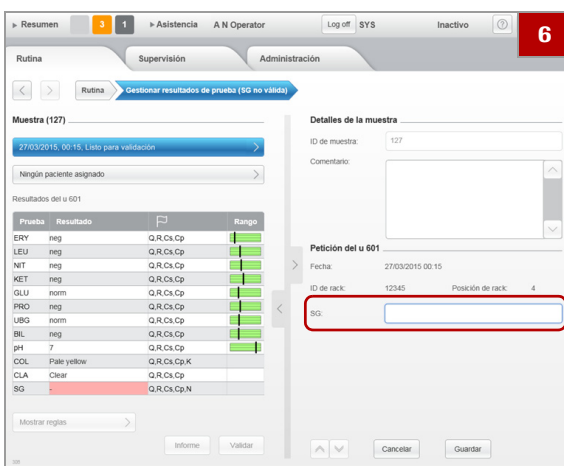 Resumen 3 1 Asistencia A N Operator Log off SYS Inactivo ? 6
Rutina Supervisión Administración
Rutina Gestionar resultados de prueba (SG no válida)
Muestra (127)
27/03/2015, 00:15, Listo para validación
Ningún paciente asignado
Resultados del u 601
Prueba Resultado Rango
ERY neg Q,R,Cs,Cp
LEU neg Q,R,Cs,Cp
NIT neg Q,R,Cs,Cp
KET neg Q,R,Cs,Cp
GLU norm Q,R,Cs,Cp
PRO neg Q,R,Cs,Cp
UBG norm Q,R,Cs,Cp
BIL neg Q,R,Cs,Cp
pH 7 Q,R,Cs,Cp
COL Pale yellow Q,R,Cs,Cp,K
CLA Clear Q,R,Cs,Cp
SG - Q,R,Cs,Cp,N
Mostrar reglas
Informe Validar
Detalles de la muestra
ID de muestra: 127
Comentario:
Petición del u 601
Fecha: 27/03/2015 00:15
ID de rack: 12345 Posición de rack: 4
SG:
Cancelar Guardar